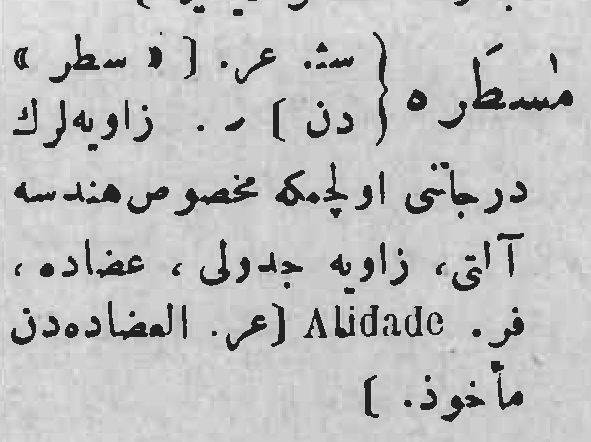 مَسطَره { سث. عر. [ « سطر »
دن ] ر. زاویه‌لرك
درجاتنی اولچمكه مخصوص هندسه
آلتی، زاویه جدولی، عضاده،
فر. Alidade [ عر. العضاده‌دن
مأخوذ. ]